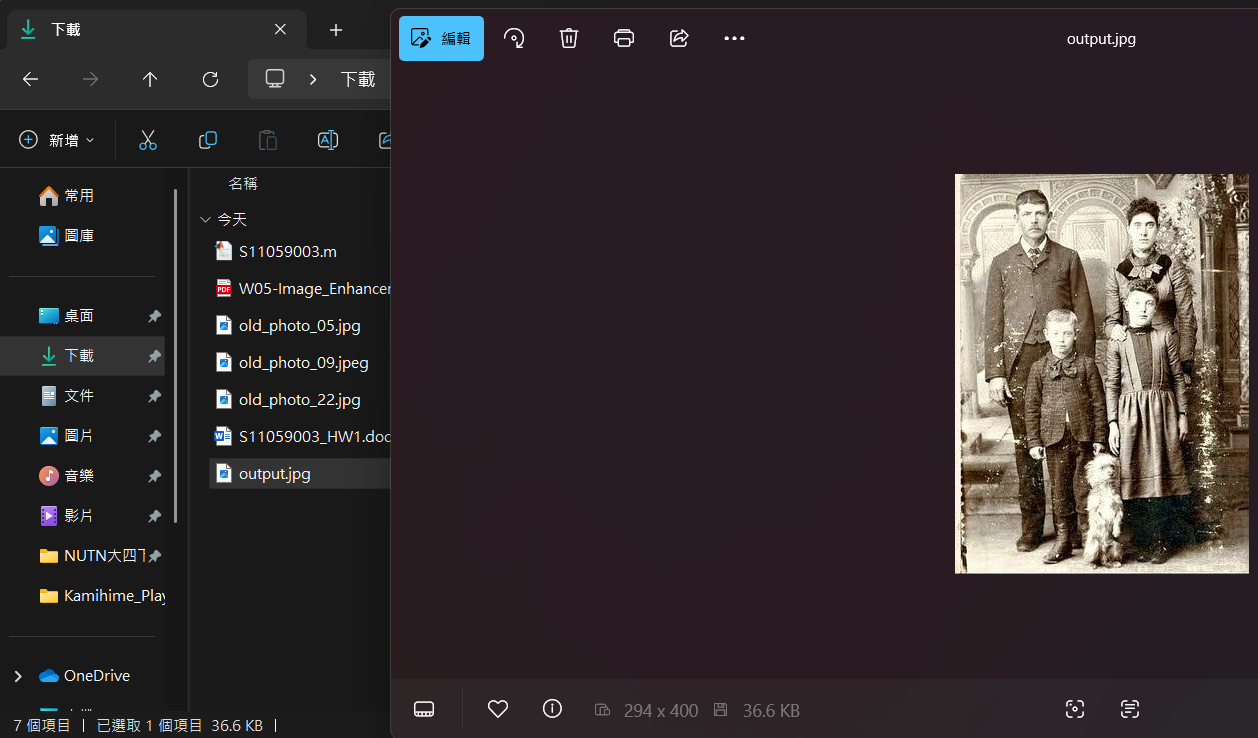 下載
編輯
output.jpg
下載
新增
名稱
常用
今天
圖庫
S11059003.m
W05-Image_Enhancer
桌面
old_photo_05.jpg
下載
old_photo_09.jpeg
文件
old_photo_22.jpg
圖片
S11059003_HW1.doc
音樂
output.jpg
影片
NUTN大四下
Kamihime_Play
OneDrive
294 x 400
36.6 KB
7 個項目
已選取 1 個項目 36.6 KB